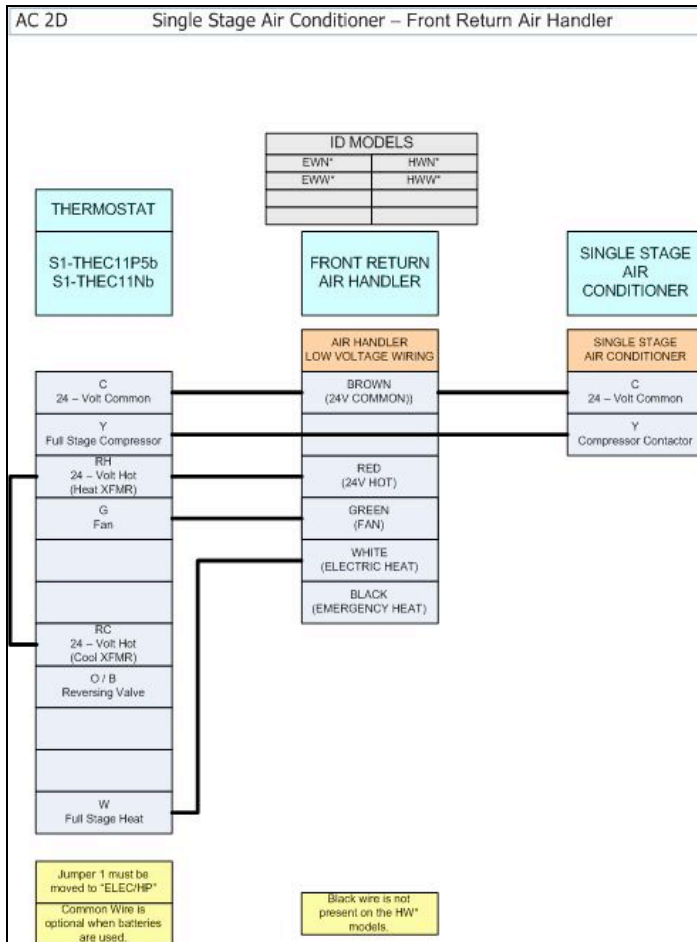 AC 2D Single Stage Air Conditioner – Front Return Air Handler
ID MODELS
EWN* HWN*
EWW* HWW*
THERMOSTAT
S1-THEC11P5b
S1-THEC11Nb
FRONT RETURN
AIR HANDLER
SINGLE STAGE
AIR
CONDITIONER
AIR HANDLER
LOW VOLTAGE WIRING
SINGLE STAGE
AIR CONDITIONER
C
24 – Volt Common
BROWN
(24V COMMON))
C
24 – Volt Common
Y
Full Stage Compressor
Y
Compressor Contactor
RH
24 – Volt Hot
(Heat XFMR)
RED
(24V HOT)
G
Fan
GREEN
(FAN)
WHITE
(ELECTRIC HEAT)
BLACK
(EMERGENCY HEAT)
RC
24 – Volt Hot
(Cool XFMR)
O / B
Reversing Valve
W
Full Stage Heat
Jumper 1 must be
moved to "ELEC/HP"
Common Wire is
optional when batteries
are used.
Black wire is not
present on the HW*
models.